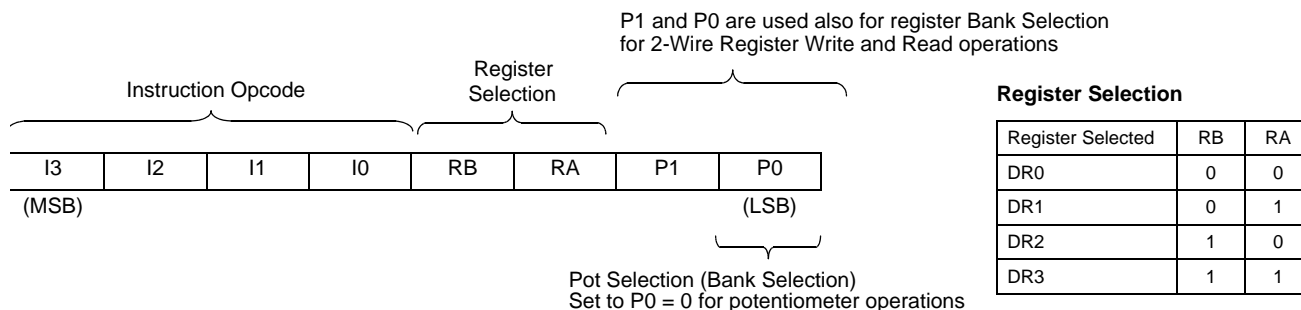 P1 and P0 are used also for register Bank Selection
for 2-Wire Register Write and Read operations
Instruction Opcode
Register
Selection
I3 I2 I1 I0 RB RA P1 P0
(MSB) (LSB)
Pot Selection (Bank Selection)
Set to P0 = 0 for potentiometer operations
Register Selection
Register Selected RB RA
DR0 0 0
DR1 0 1
DR2 1 0
DR3 1 1